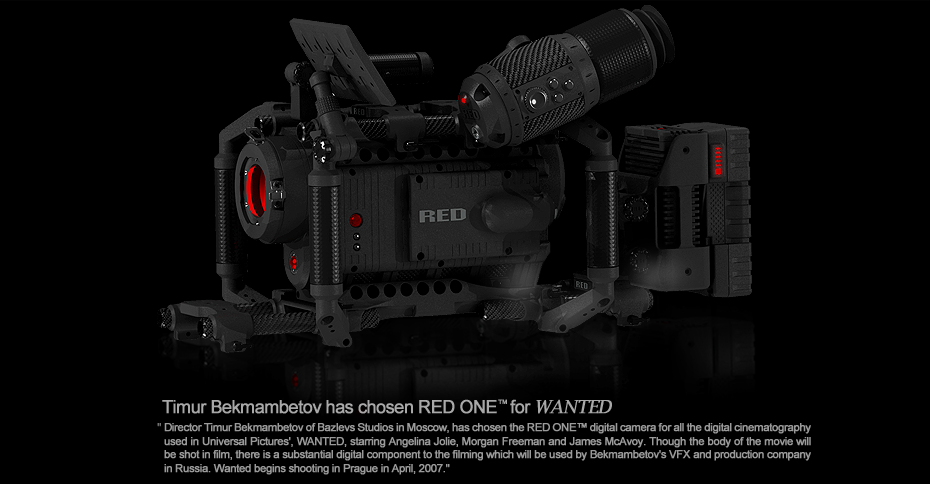 RED
RED
RED
Timur Bekmambetov has chosen RED ONE™ for WANTED
" Director Timur Bekmambetov of Bazlevs Studios in Moscow, has chosen the RED ONE™ digital camera for all the digital cinematography
used in Universal Pictures', WANTED, starring Angelina Jolie, Morgan Freeman and James McAvoy. Though the body of the movie will
be shot in film, there is a substantial digital component to the filming which will be used by Bekmambetov's VFX and production company
in Russia. Wanted begins shooting in Prague in April, 2007."